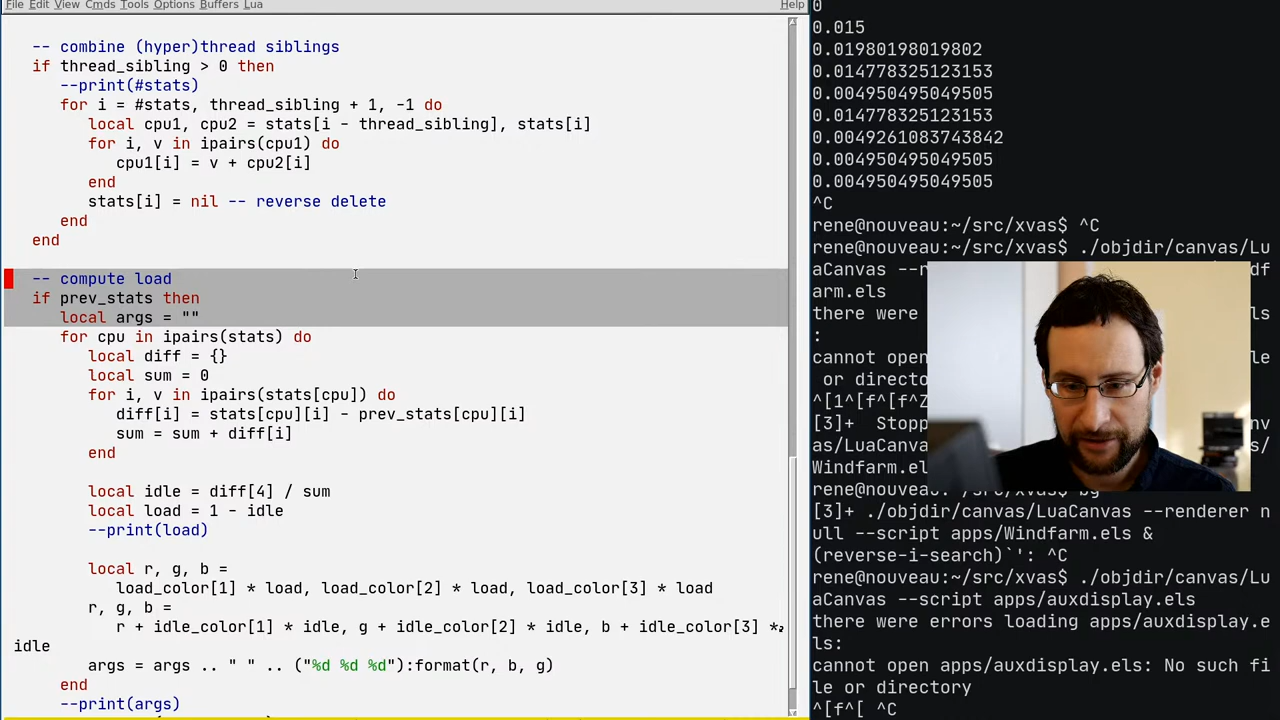 File Edit View Cmds Tools Options Buffers Lua Help
-- combine (hyper)thread siblings
if thread_sibling > 0 then
--print(#stats)
for i = #stats, thread_sibling + 1, -1 do
local cpu1, cpu2 = stats[i - thread_sibling], stats[i]
for i, v in ipairs(cpu1) do
cpu1[i] = v + cpu2[i]
end
stats[i] = nil -- reverse delete
end
end
-- compute load
if prev_stats then
local args = ""
for cpu in ipairs(stats) do
local diff = {}
local sum = 0
for i, v in ipairs(stats[cpu]) do
diff[i] = stats[cpu][i] - prev_stats[cpu][i]
sum = sum + diff[i]
end
local idle = diff[4] / sum
local load = 1 - idle
--print(load)
local r, g, b =
load_color[1] * load, load_color[2] * load, load_color[3] * load
r, g, b =
r + idle_color[1] * idle, g + idle_color[2] * idle, b + idle_color[3] *
idle
args = args .. " " .. ("%d %d %d"):format(r, b, g)
end
--print(args)
0
0.015
0.01980198019802
0.014778325123153
0.004950495049505
0.014778325123153
0.0049261083743842
0.004950495049505
0.004950495049505
^C
rene@nouveau:~/src/xvas$ ^C
rene@nouveau:~/src/xvas$ ./objdir/canvas/Lu
aCanvas --r
arm.els
there were
:
cannot open
or directo
^[1^[f^[f^Z
[3]+ Stopp
as/LuaCanva
Windfarm.el
rene@nouveau:~/src/xvas$ bg
[3]+ ./objdir/canvas/LuaCanvas --renderer n
ull --script apps/Windfarm.els &
(reverse-i-search)`': ^C
rene@nouveau:~/src/xvas$ ./objdir/canvas/Lu
aCanvas --script apps/auxdisplay.els
there were errors loading apps/auxdisplay.e
ls:
cannot open apps/auxdisplay.els: No such fi
le or directory
^[f^[ ^C